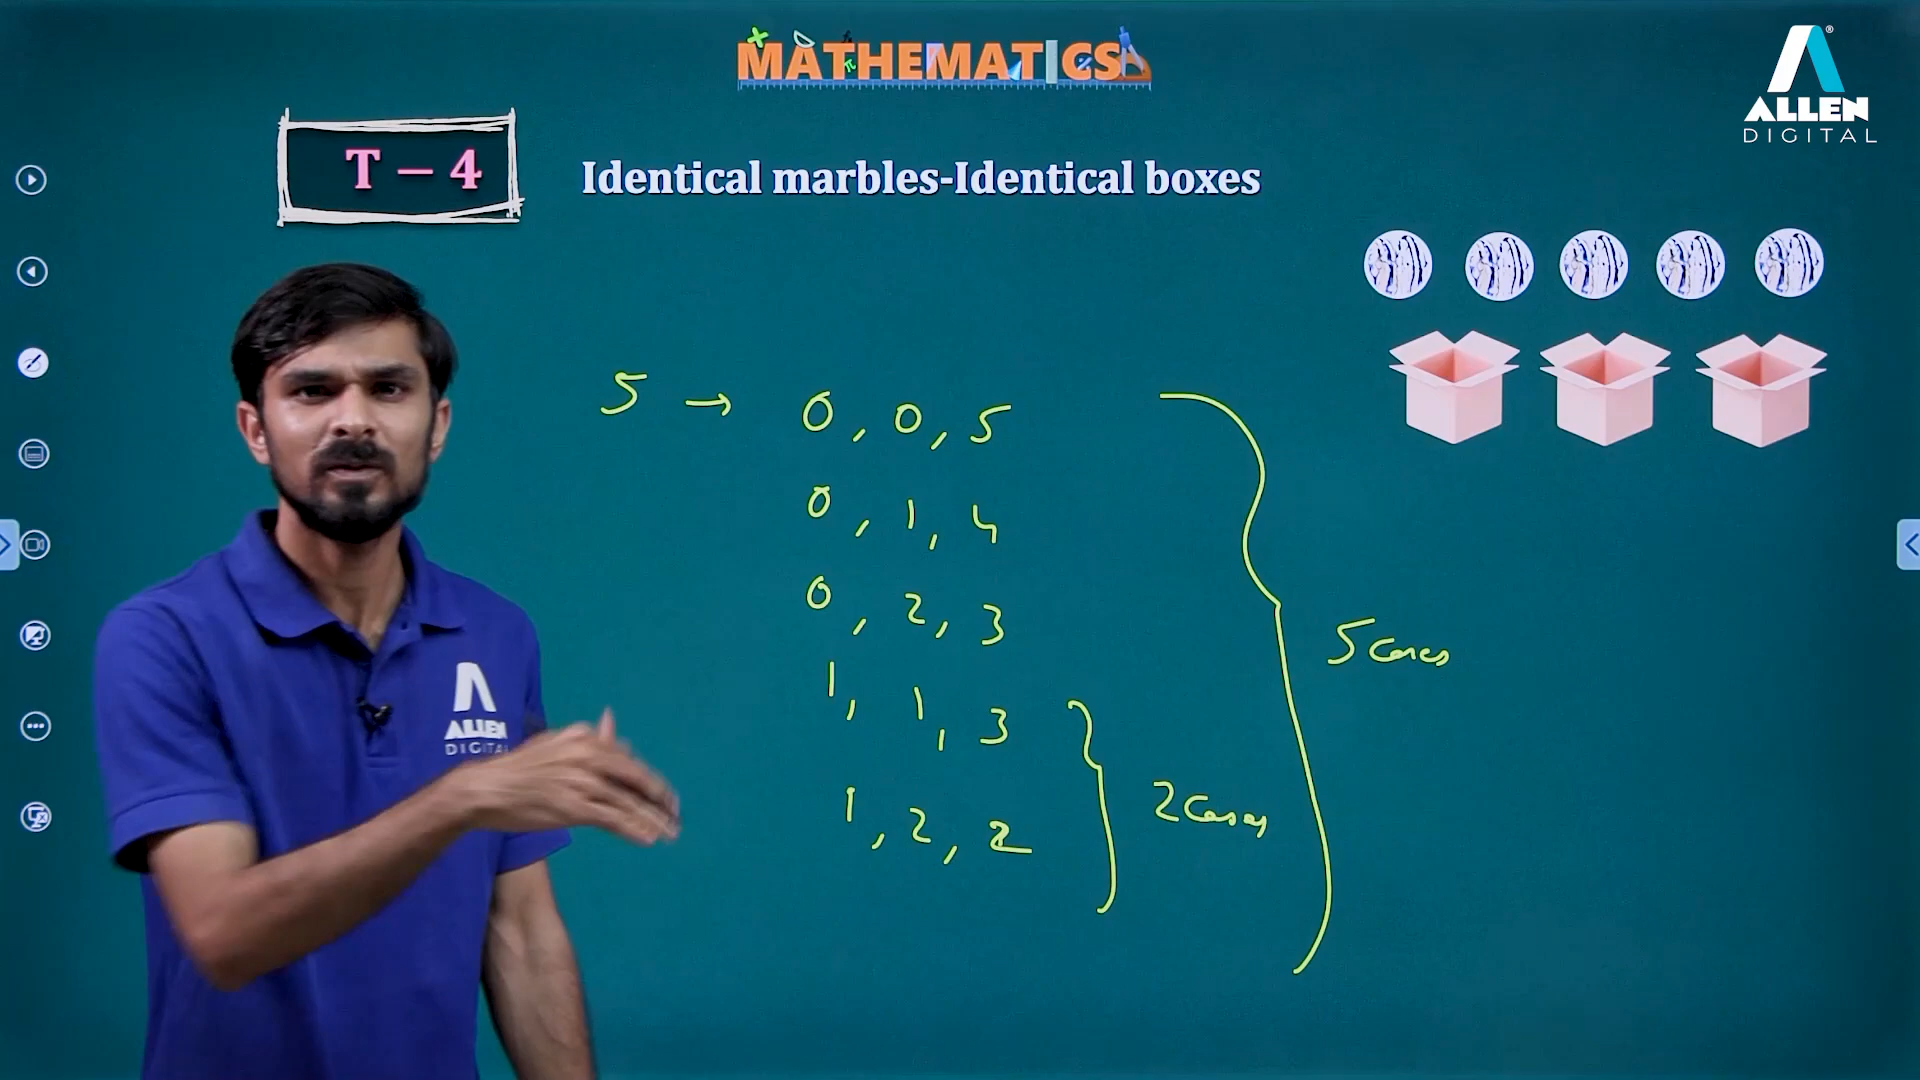 MATHEMATICS
ALLEN
DIGITAL
T – 4
Identical marbles-Identical boxes
5 → 0, 0, 5
0, 1, 4
0, 2, 3
1, 1, 3
1, 2, 2
2 Cases
5 Cases
ALLEN
DIGITAL